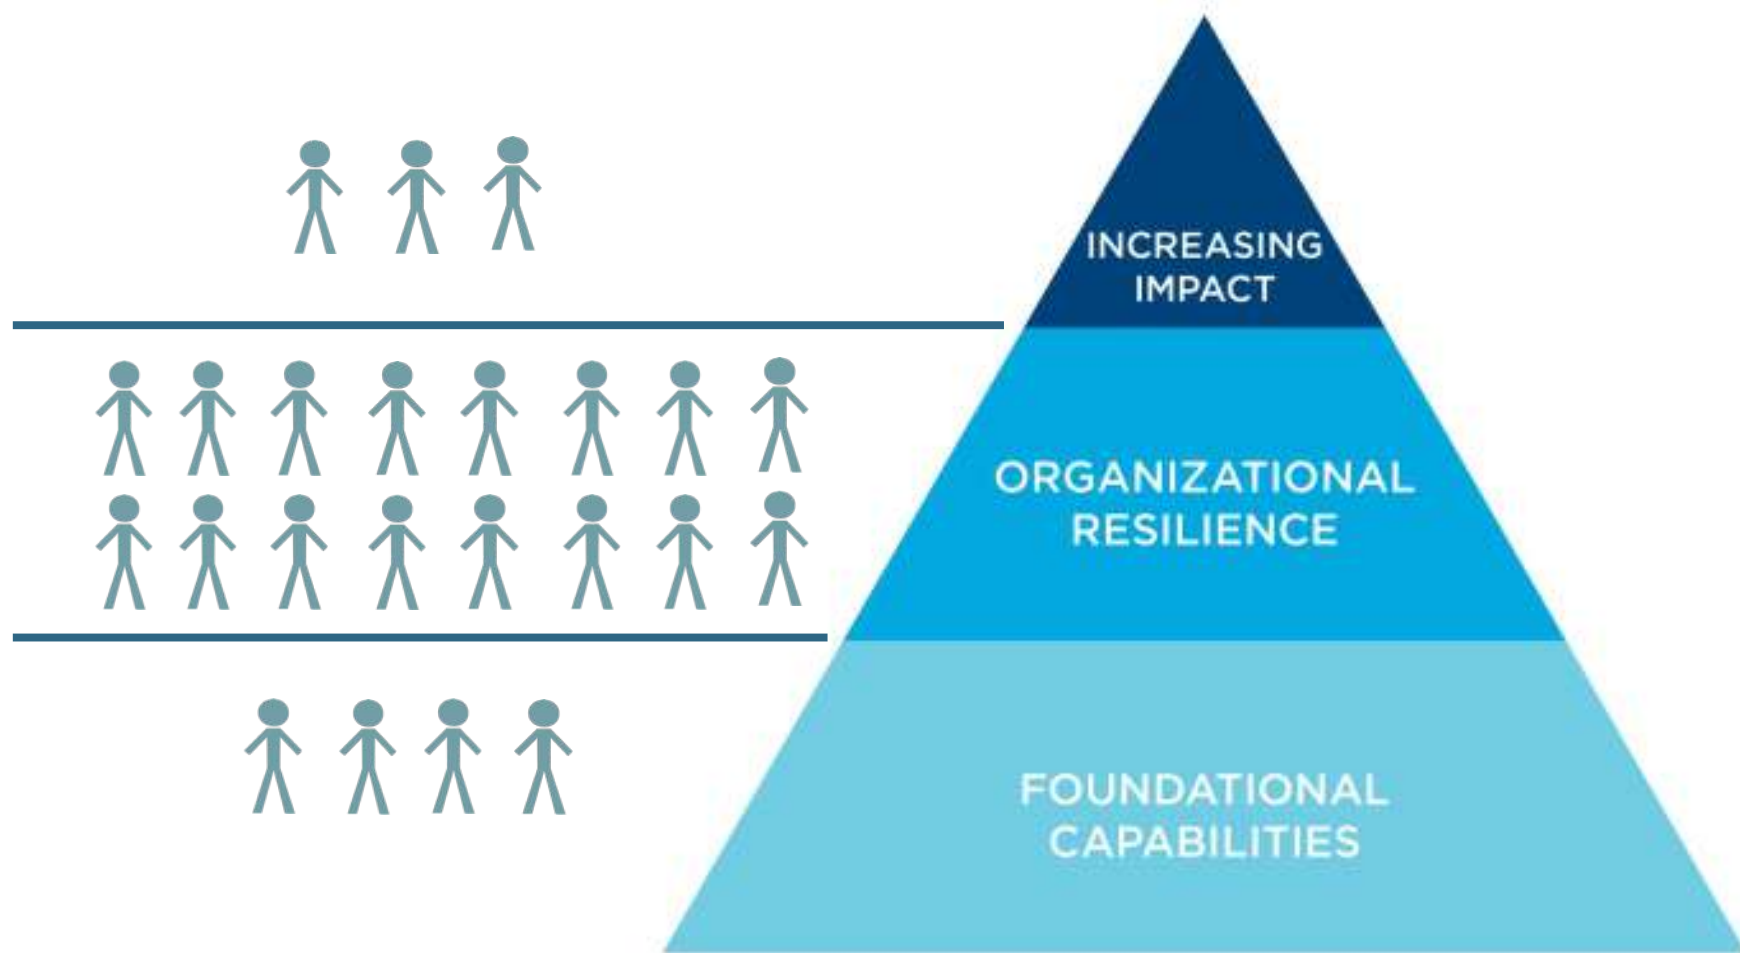 INCREASING
IMPACT
ORGANIZATIONAL
RESILIENCE
FOUNDATIONAL
CAPABILITIES